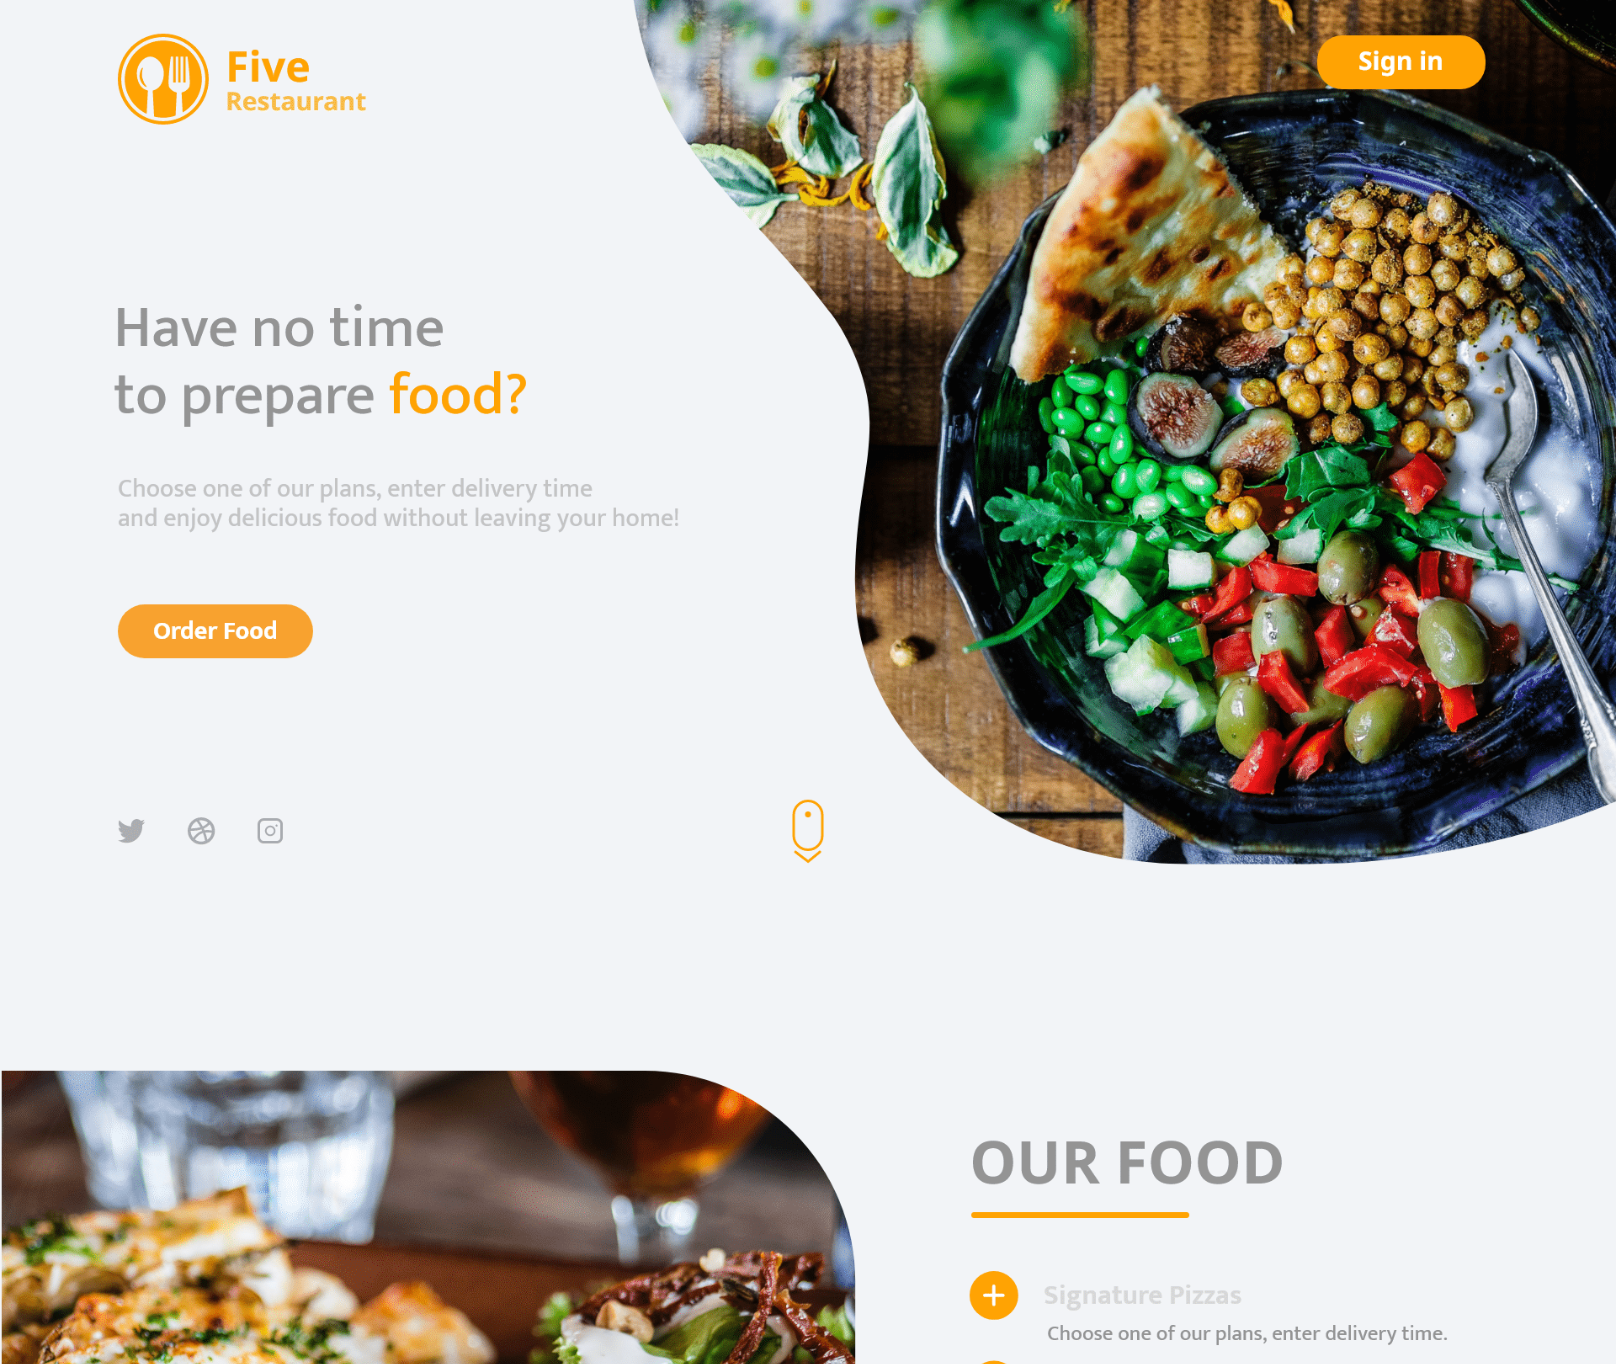 Five
Restaurant
Sign in
Have no time
to prepare food?
Choose one of our plans, enter delivery time
and enjoy delicious food without leaving your home!
Order Food
OUR FOOD
Signature Pizzas
Choose one of our plans, enter delivery time.